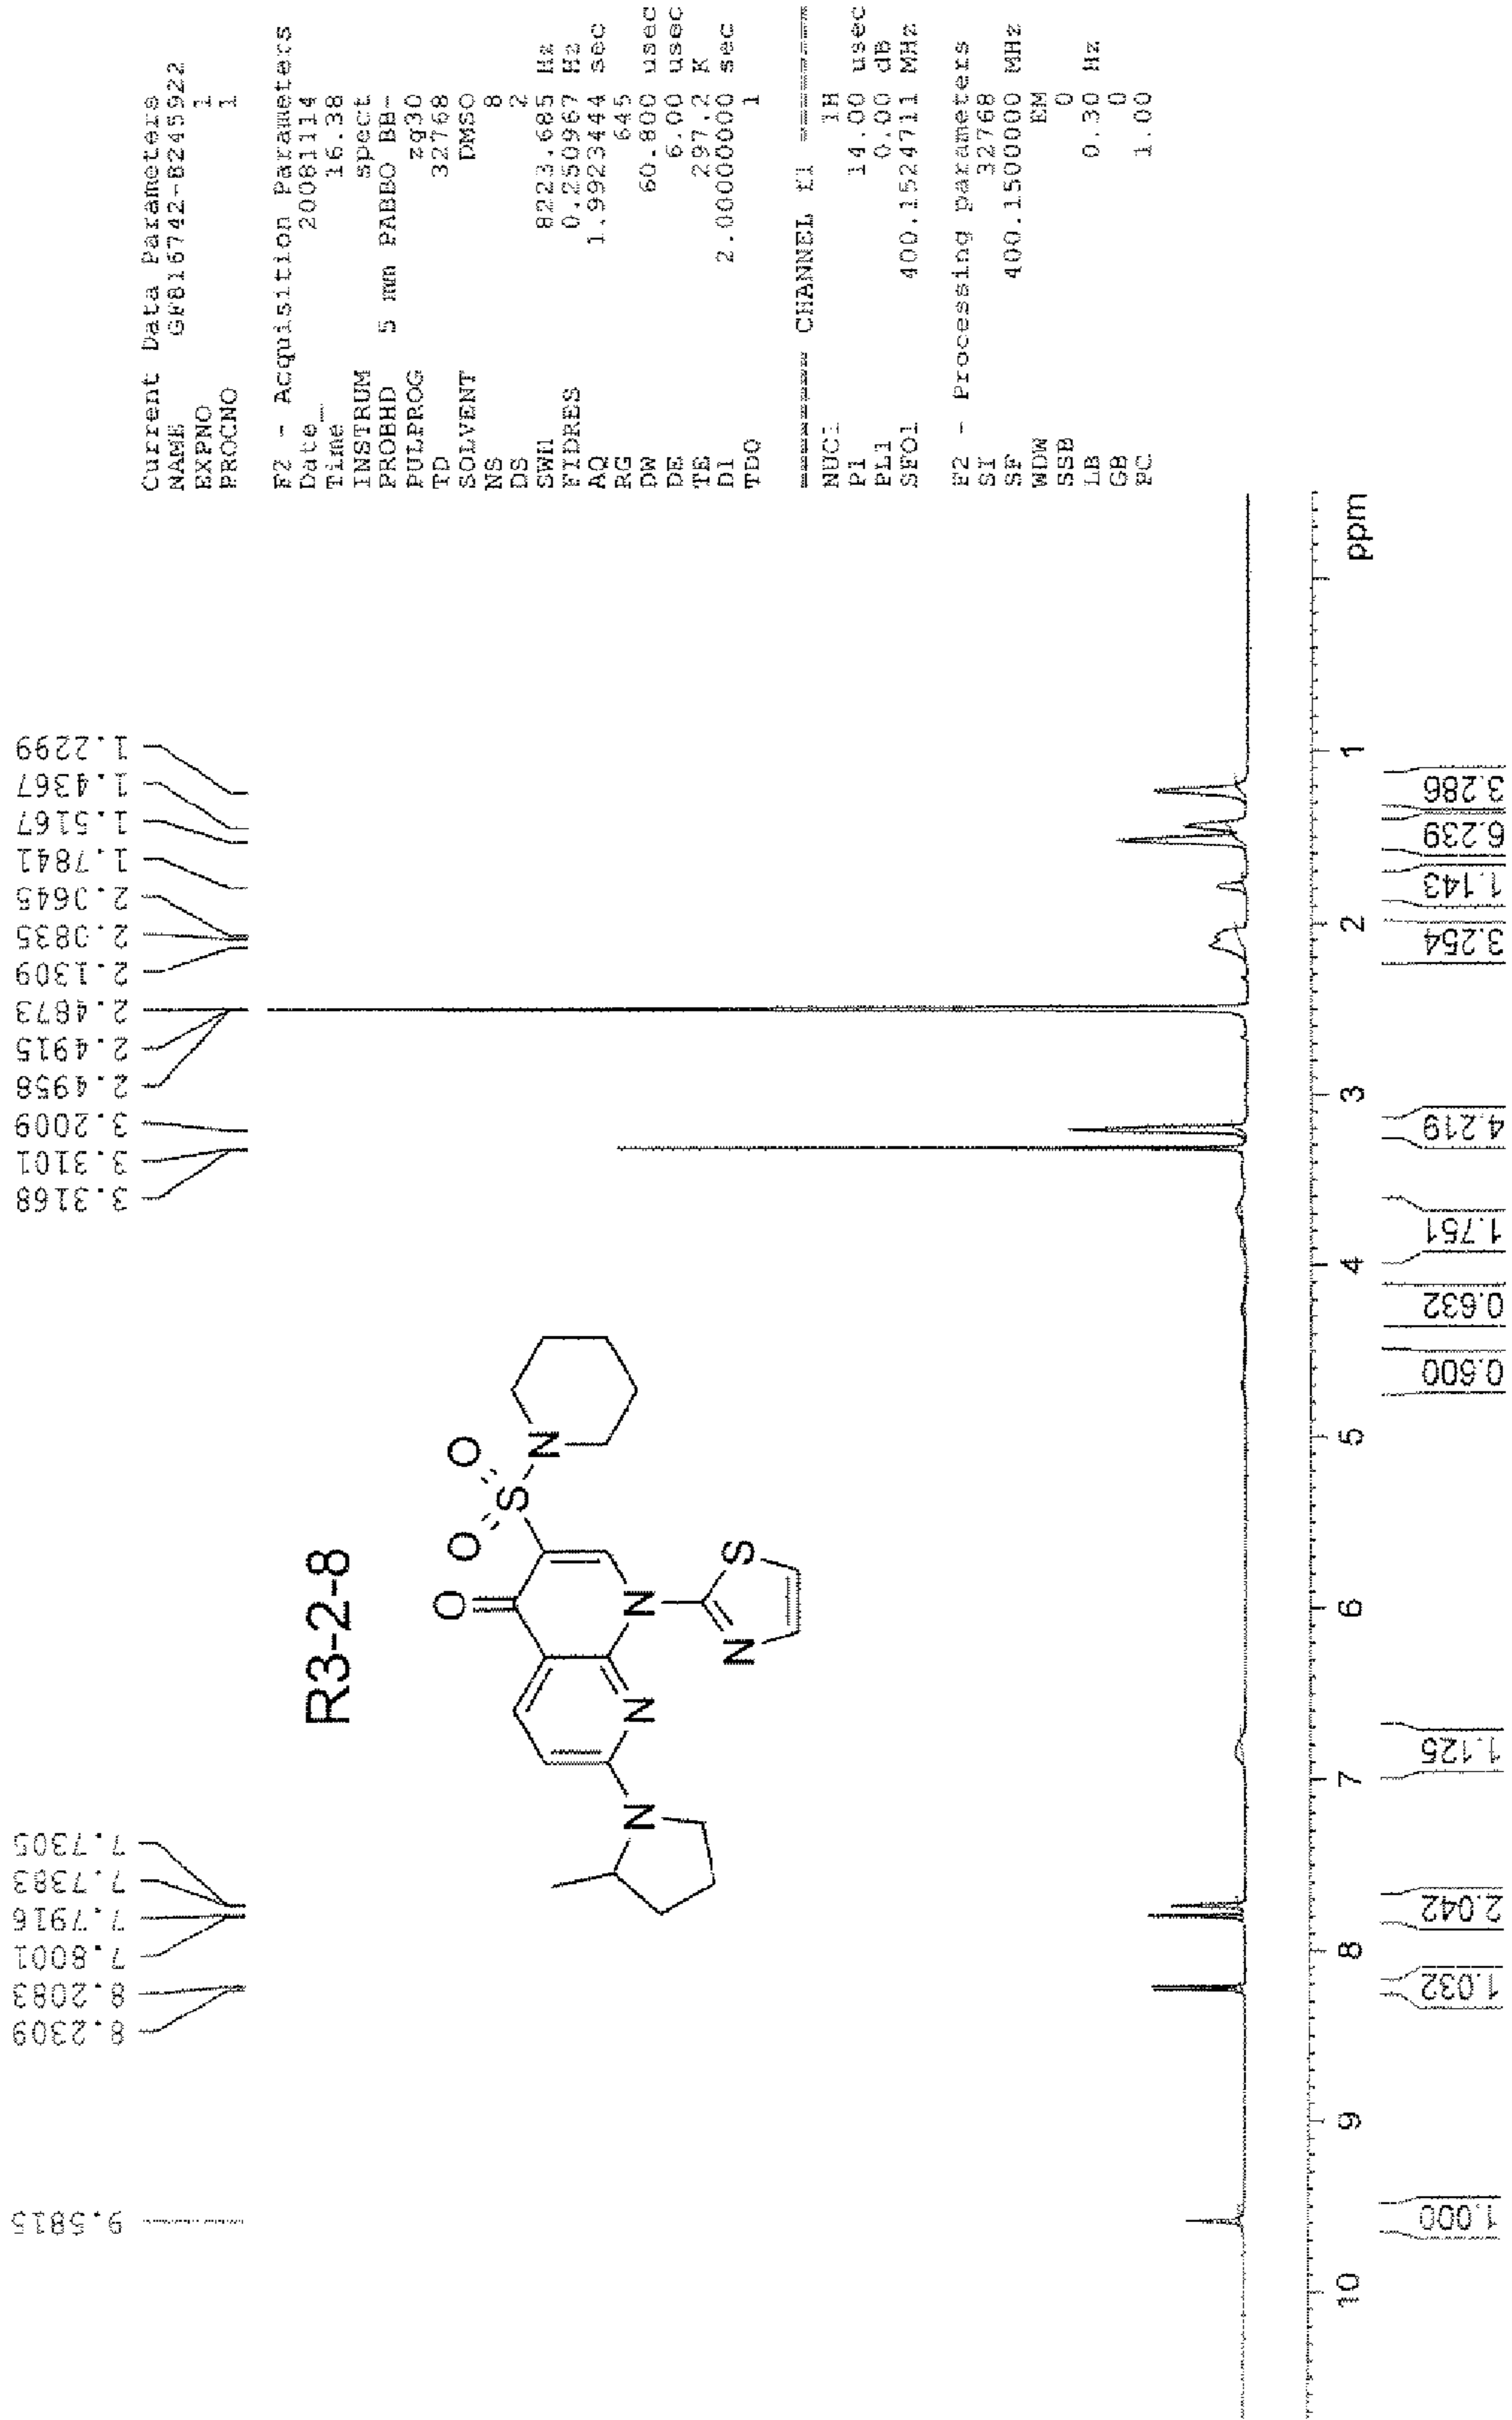 R3-2-8
O
O
O
S
N
N
N
N
N
S
9.5815
8.2309
8.2083
7.8001
7.7916
7.7383
7.7305
3.3168
3.3101
3.2009
2.4958
2.4915
2.4873
2.1309
2.0835
2.0645
1.7841
1.5167
1.4367
1.2299
Current Data Parameters
NAME GFB16742-B245922
EXPNO 1
PROCNO 1
F2 - Acquisition Parameters
Date_ 20081114
Time 16.38
INSTRUM spect
PROBHD 5 mm PABBO BB-
PULPROG zg30
TD 32768
SOLVENT DMSO
NS 8
DS 2
SWH 8223.685 Hz
FIDRES 0.250967 Hz
AQ 1.9923444 sec
RG 645
DW 60.800 usec
DE 6.00 usec
TE 297.2 K
D1 2.00000000 sec
TD0 1
======== CHANNEL f1 ========
NUC1 1H
P1 14.00 usec
PL1 0.00 dB
SFO1 400.1524711 MHz
F2 - Processing parameters
SI 32768
SF 400.1500000 MHz
WDW EM
SSB 0
LB 0.30 Hz
GB 0
PC 1.00
10 9 8 7 6 5 4 3 2 1 ppm
1.000
1.032
2.042
1.125
0.600
0.632
1.751
4.219
3.254
1.143
6.239
3.286